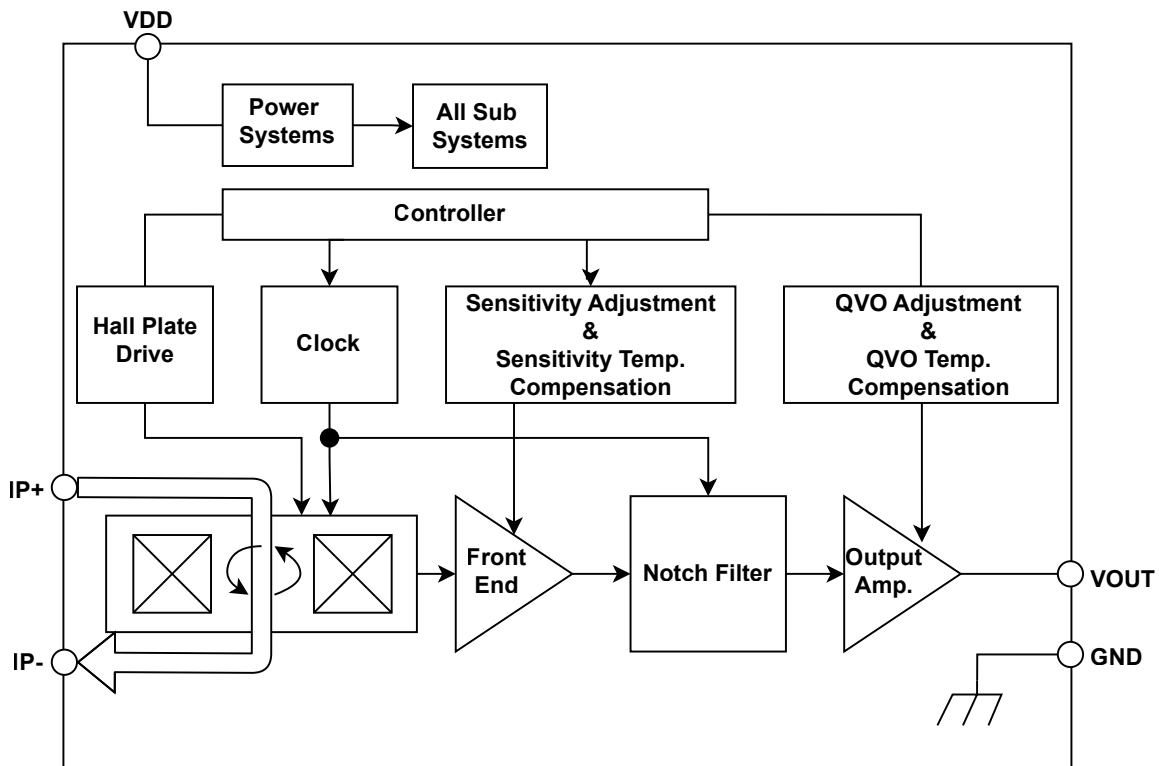 VDD
Power
Systems
All Sub
Systems
Controller
Hall Plate
Drive
Clock
Sensitivity Adjustment
&
Sensitivity Temp.
Compensation
QVO Adjustment
&
QVO Temp.
Compensation
IP+
IP-
Front
End
Notch Filter
Output
Amp.
VOUT
GND